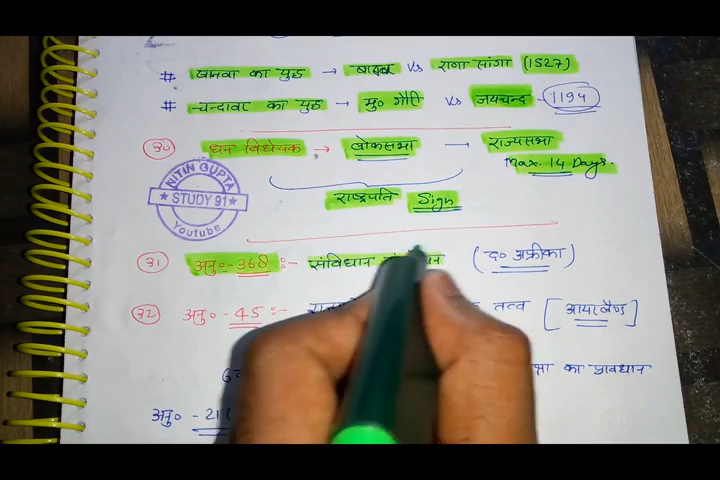 # खानवा का युद्ध → बाबर Vs राणा सांगा (1527)
# चन्दावर का युद्ध → मु० गौरी Vs जयचन्द - 1194
30 धन विधेयक → लोकसभा → राज्यसभा
Max. 14 Days.
राष्ट्रपति Sign
NITIN GUPTA
STUDY 91
Youtube
31 अनु०-368 :- संविधान (द० अफ्रीका)
32 अनु० -45 :- तत्व [आयरलैण्ड]
का प्रावधान
अनु० -21